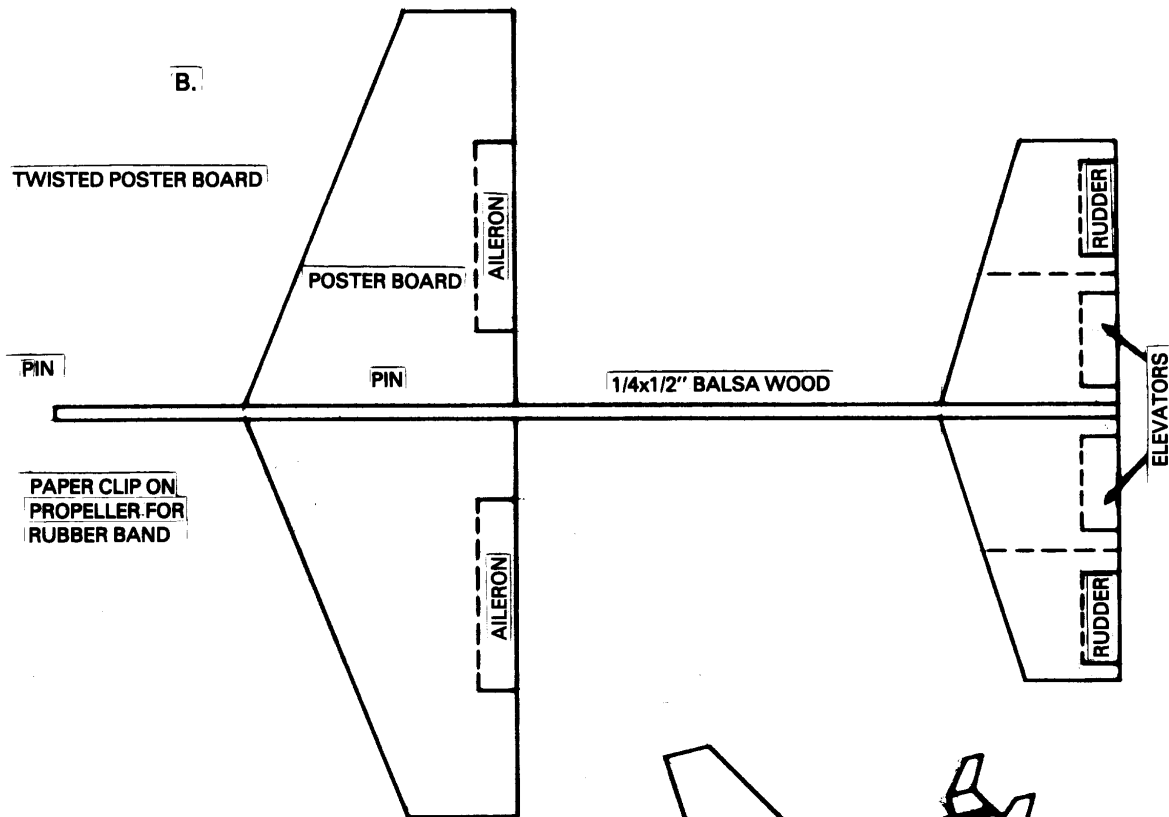 B.
TWISTED POSTER BOARD
POSTER BOARD
AILERON
RUDDER
PIN
PIN
1/4x1/2" BALSA WOOD
ELEVATORS
PAPER CLIP ON
PROPELLER FOR
RUBBER BAND
AILERON
RUDDER